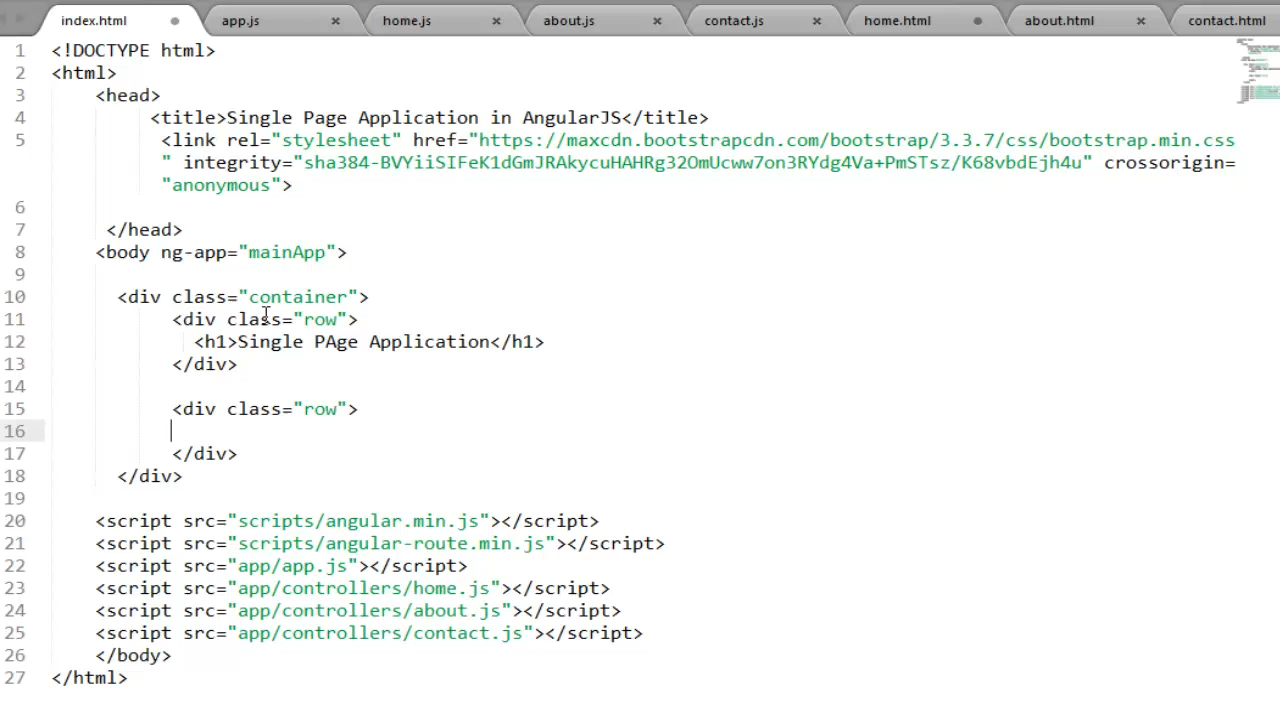 index.html app.js home.js about.js contact.js home.html about.html contact.html
1 <!DOCTYPE html>
2 <html>
3 <head>
4 <title>Single Page Application in AngularJS</title>
5 <link rel="stylesheet" href="https://maxcdn.bootstrapcdn.com/bootstrap/3.3.7/css/bootstrap.min.css
" integrity="sha384-BVYiiSIFeK1dGmJRAkycuHAHRg32OmUcww7on3RYdg4Va+PmSTsz/K68vbdEjh4u" crossorigin=
"anonymous">
6
7 </head>
8 <body ng-app="mainApp">
9
10 <div class="container">
11 <div class="row">
12 <h1>Single PAge Application</h1>
13 </div>
14
15 <div class="row">
16
17 </div>
18 </div>
19
20 <script src="scripts/angular.min.js"></script>
21 <script src="scripts/angular-route.min.js"></script>
22 <script src="app/app.js"></script>
23 <script src="app/controllers/home.js"></script>
24 <script src="app/controllers/about.js"></script>
25 <script src="app/controllers/contact.js"></script>
26 </body>
27 </html>